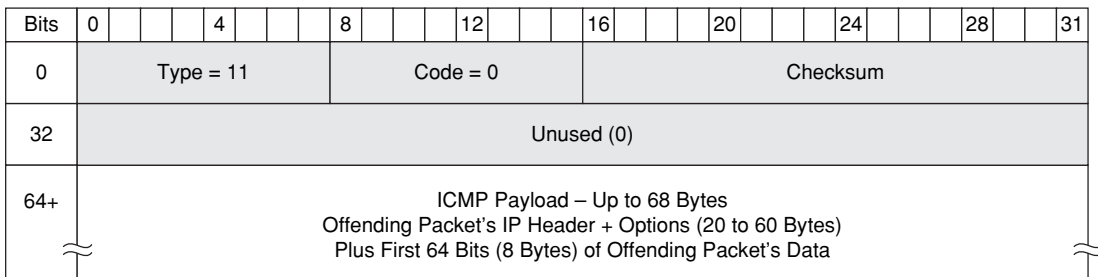 Bits 0 4 8 12 16 20 24 28 31
0 Type = 11 Code = 0 Checksum
32 Unused (0)
64+ ICMP Payload – Up to 68 Bytes
Offending Packet's IP Header + Options (20 to 60 Bytes)
Plus First 64 Bits (8 Bytes) of Offending Packet's Data